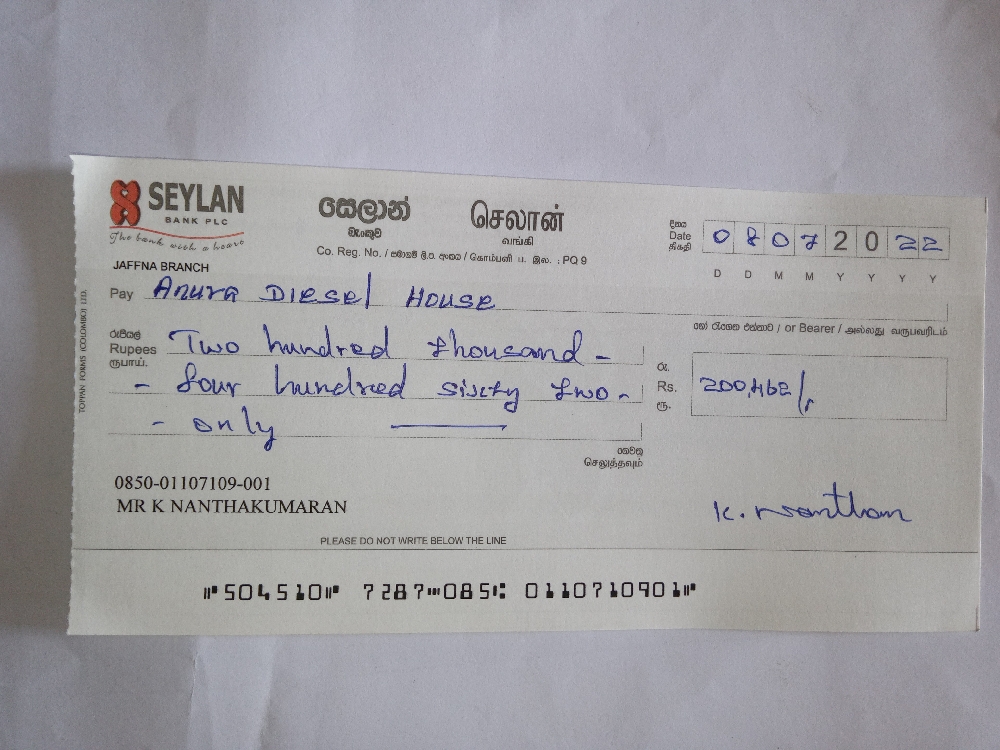 SEYLAN
BANK PLC
The bank with a heart
සෙලාන්
බැංකුව
செலான்
வங்கி
Co. Reg. No. / සමාගම් ලි.ප. අංකය / கொம்பனி ப. இல. : PQ 9
දිනය
Date
திகதி
08072022
D D M M Y Y Y Y
JAFFNA BRANCH
Pay Anura Diesel House
හෝ රැගෙන එන්නාට / or Bearer / அல்லது வருபவரிடம்
රුපියල්
Rupees
ரூபாய்.
Two hundred thousand -
- four hundred sixty two -
- only
රු.
Rs.
ரூ.
200,462/.
ගෙවනු
செலுத்தவும்
TOPPAN FORMS (COLOMBO) LTD.
0850-01107109-001
MR K NANTHAKUMARAN
K. Nanthan
PLEASE DO NOT WRITE BELOW THE LINE
⑈504510⑈ 7287⑉085⑆ 0110710901⑈